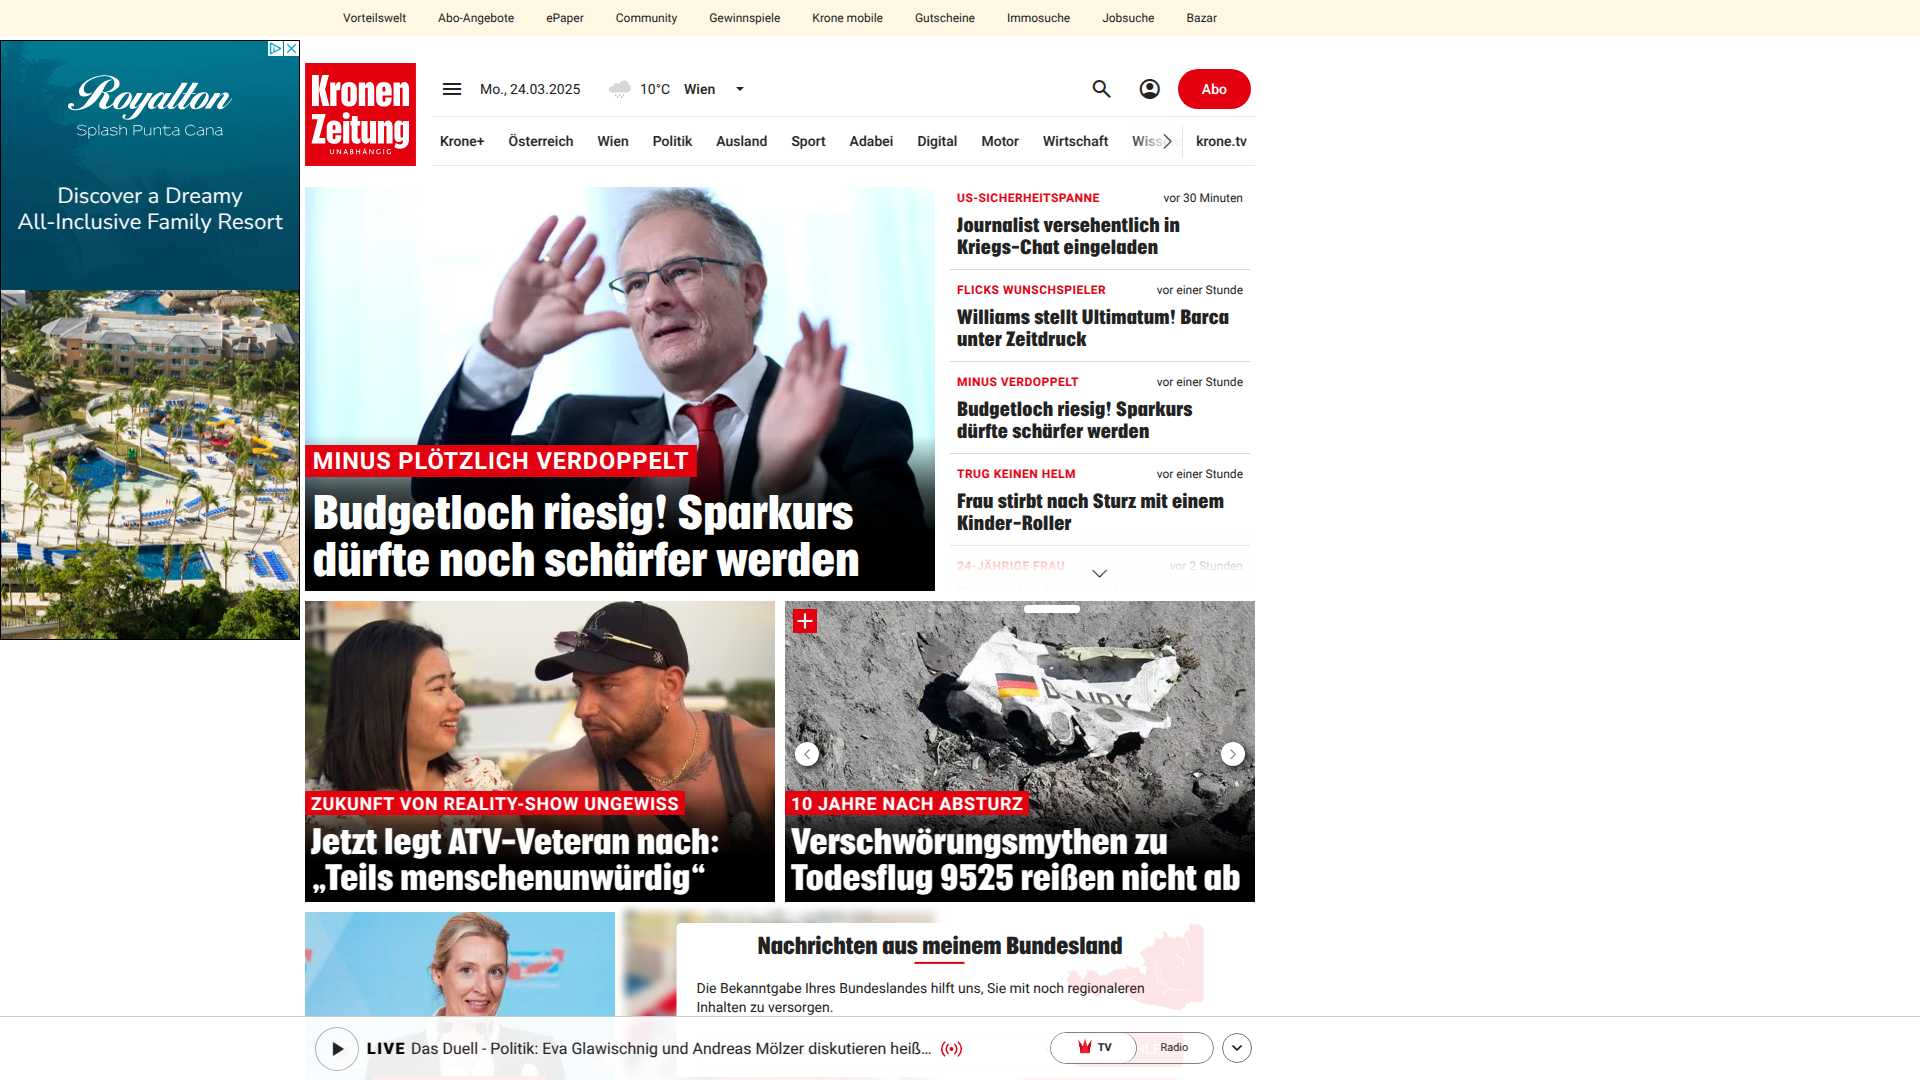 Vorteilswelt Abo-Angebote ePaper Community Gewinnspiele Krone mobile Gutscheine Immosuche Jobsuche Bazar
Royalton
Splash Punta Cana
Discover a Dreamy
All-Inclusive Family Resort
Kronen
Zeitung
UNABHÄNGIG
Mo., 24.03.2025 10°C Wien
Abo
Krone+ Österreich Wien Politik Ausland Sport Adabei Digital Motor Wirtschaft Wiss krone.tv
MINUS PLÖTZLICH VERDOPPELT
Budgetloch riesig! Sparkurs
dürfte noch schärfer werden
US-SICHERHEITSPANNE vor 30 Minuten
Journalist versehentlich in
Kriegs-Chat eingeladen
FLICKS WUNSCHSPIELER vor einer Stunde
Williams stellt Ultimatum! Barca
unter Zeitdruck
MINUS VERDOPPELT vor einer Stunde
Budgetloch riesig! Sparkurs
dürfte schärfer werden
TRUG KEINEN HELM vor einer Stunde
Frau stirbt nach Sturz mit einem
Kinder-Roller
24-JÄHRIGE FRAU vor 2 Stunden
ZUKUNFT VON REALITY-SHOW UNGEWISS
Jetzt legt ATV-Veteran nach:
„Teils menschenunwürdig“
D-AIPX
10 JAHRE NACH ABSTURZ
Verschwörungsmythen zu
Todesflug 9525 reißen nicht ab
Nachrichten aus meinem Bundesland
Die Bekanntgabe Ihres Bundeslandes hilft uns, Sie mit noch regionaleren
Inhalten zu versorgen.
LIVE Das Duell - Politik: Eva Glawischnig und Andreas Mölzer diskutieren heiß...
TV Radio